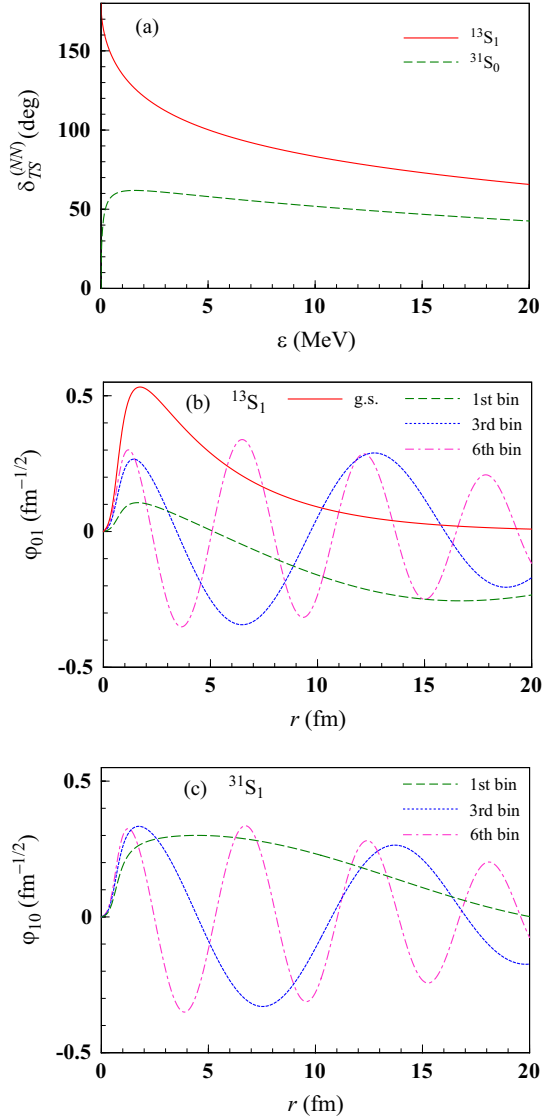 (a)
¹³S₁
³¹S₀
δ_TS^(NN) (deg)
150
100
50
0
0 5 10 15 20
ε (MeV)
(b) ¹³S₁ g.s. 1st bin
3rd bin
6th bin
φ₀₁ (fm⁻¹/²)
0.5
0
-0.5
0 5 10 15 20
r (fm)
(c) ³¹S₁ 1st bin
3rd bin
6th bin
φ₁₀ (fm⁻¹/²)
0.5
0
-0.5
0 5 10 15 20
r (fm)